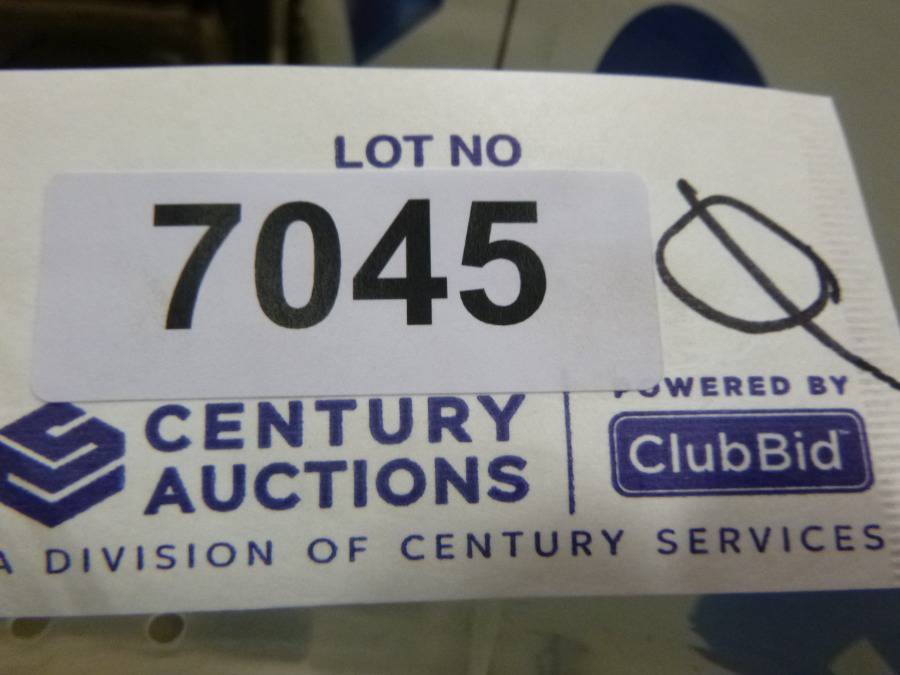 LOT NO
7045
CENTURY
AUCTIONS
POWERED BY
ClubBid
A DIVISION OF CENTURY SERVICES